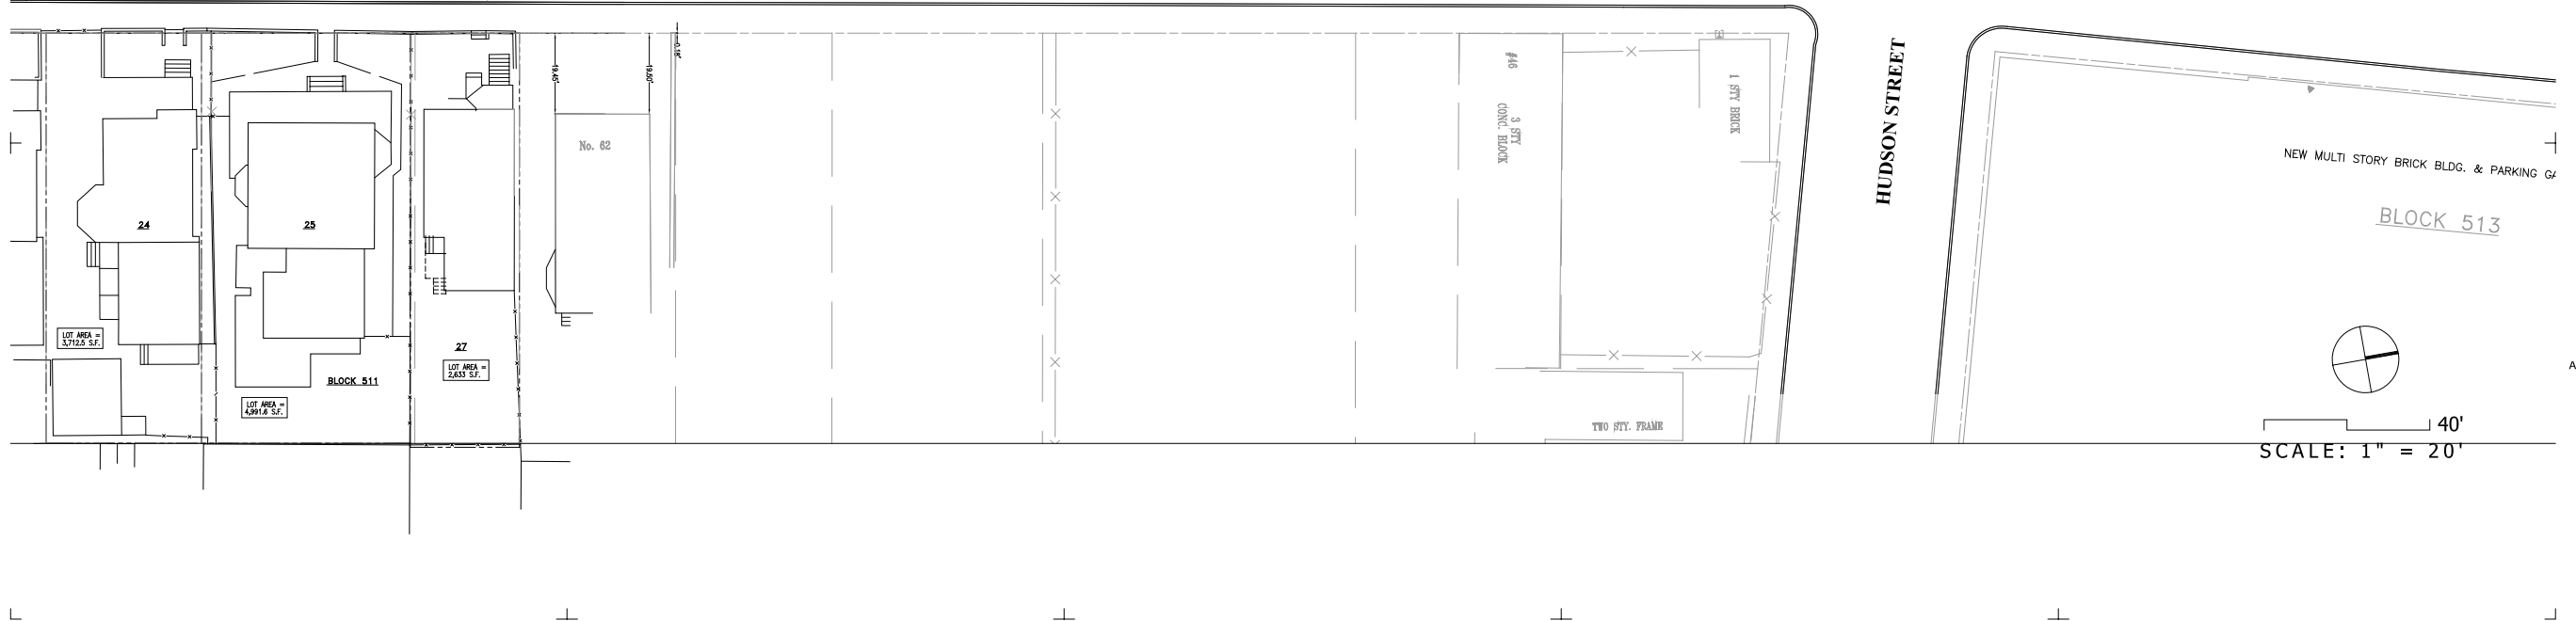 19.45'
19.50'
0.16'
#46
3 STY
CONC. BLOCK
1 STY BRICK
HUDSON STREET
No. 62
NEW MULTI STORY BRICK BLDG. & PARKING GA
BLOCK 513
24
25
27
LOT AREA =
3,712.5 S.F.
LOT AREA =
2,633 S.F.
BLOCK 511
LOT AREA =
4,991.6 S.F.
A
TWO STY. FRAME
40'
SCALE: 1" = 20'